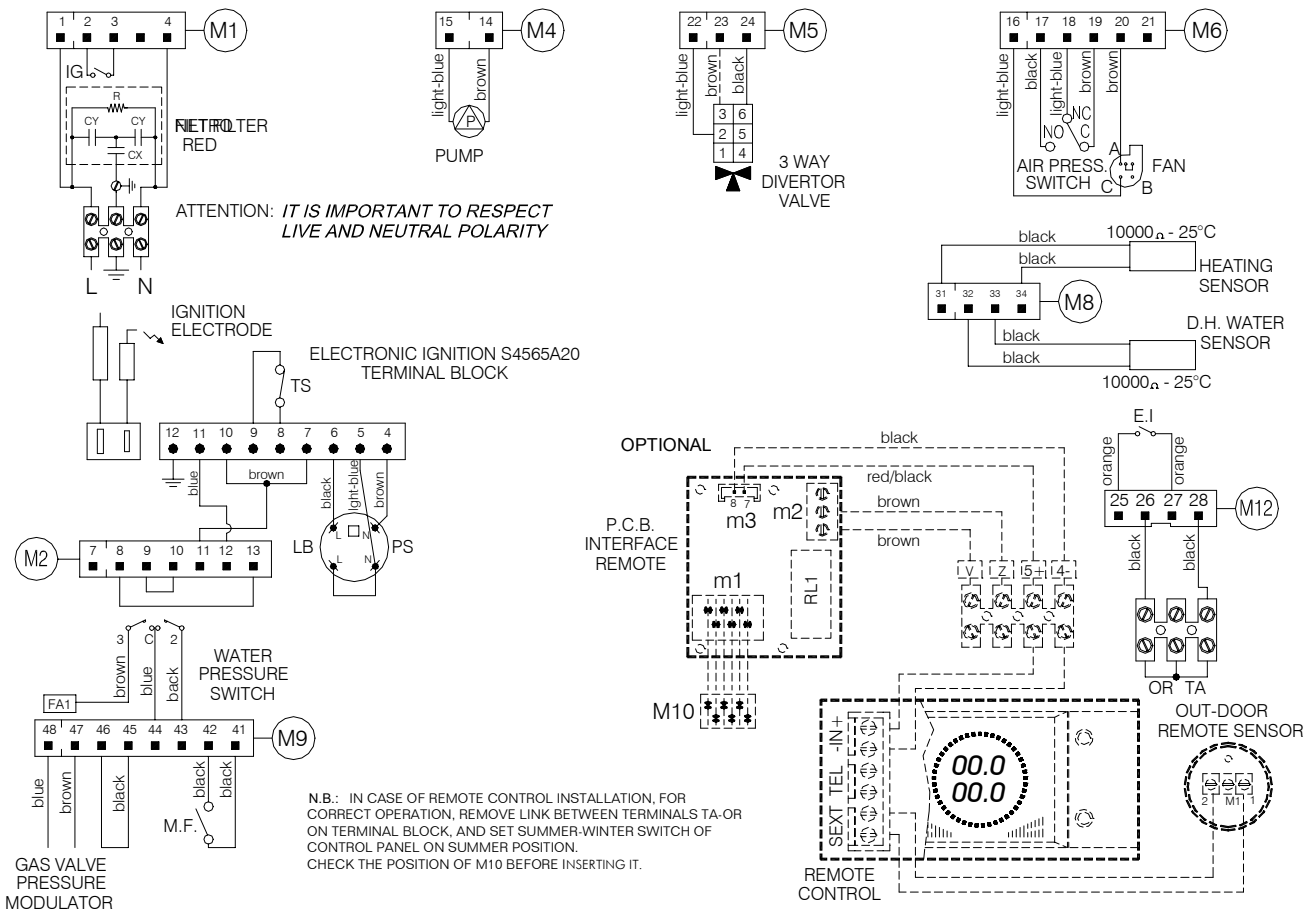 1 2 3 4
M1
IG
R
CY CY
CX
NET FILTER
RED
L N
ATTENTION: IT IS IMPORTANT TO RESPECT
LIVE AND NEUTRAL POLARITY
15 14
M4
light-blue
brown
P
PUMP
22 23 24
M5
light-blue
brown
black
3 6
2 5
1 4
3 WAY
DIVERTOR
VALVE
16 17 18 19 20 21
M6
light-blue
black
light-blue
brown
brown
NC
NO C
AIR PRESS.
SWITCH
A
C B
FAN
10000Ω - 25°C
black
black
HEATING
SENSOR
31 32 33 34
M8
black
black
D.H. WATER
SENSOR
10000Ω - 25°C
IGNITION
ELECTRODE
ELECTRONIC IGNITION S4565A20
TERMINAL BLOCK
TS
12 11 10 9 8 7 6 5 4
blue
brown
black
lght-blue
brown
LB PS
L N
L N
M2
7 8 9 10 11 12 13
3 C 2
brown
blue
back
WATER
PRESSURE
SWITCH
FA1
48 47 46 45 44 43 42 41
M9
blue
brown
black
black
black
M.F.
GAS VALVE
PRESSURE
MODULATOR
N.B.: IN CASE OF REMOTE CONTROL INSTALLATION, FOR
CORRECT OPERATION, REMOVE LINK BETWEEN TERMINALS TA-OR
ON TERMINAL BLOCK, AND SET SUMMER-WINTER SWITCH OF
CONTROL PANEL ON SUMMER POSITION.
CHECK THE POSITION OF M10 BEFORE INSERTING IT.
OPTIONAL
black
red/black
brown
brown
8 7
m3
m2
P.C.B.
INTERFACE
REMOTE
m1
RL1
M10
V Z 5+ 4-
E.I
orange
orange
25 26 27 28
M12
black
black
OR TA
OUT-DOOR
REMOTE SENSOR
2 M1 1
-IN+
TEL
SEXT
00.0
00.0
REMOTE
CONTROL